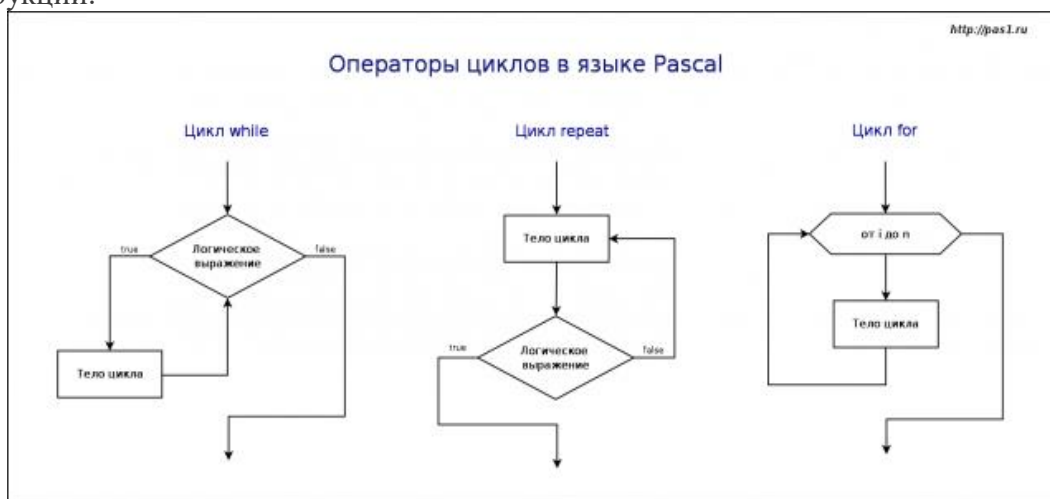 http://pas1.ru
Операторы циклов в языке Pascal
Цикл while
true
Логическое
выражение
false
Тело цикла
Цикл repeat
Тело цикла
true
Логическое
выражение
false
Цикл for
от i до n
Тело цикла